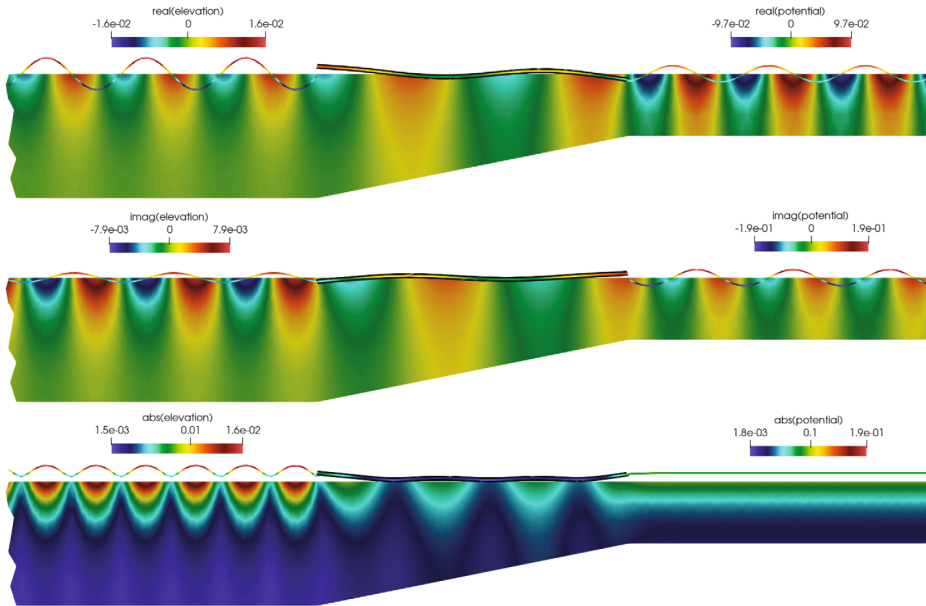 real(elevation)
-1.6e-02 0 1.6e-02
real(potential)
-9.7e-02 0 9.7e-02
imag(elevation)
-7.9e-03 0 7.9e-03
imag(potential)
-1.9e-01 0 1.9e-01
abs(elevation)
1.5e-03 0.01 1.6e-02
abs(potential)
1.8e-03 0.1 1.9e-01